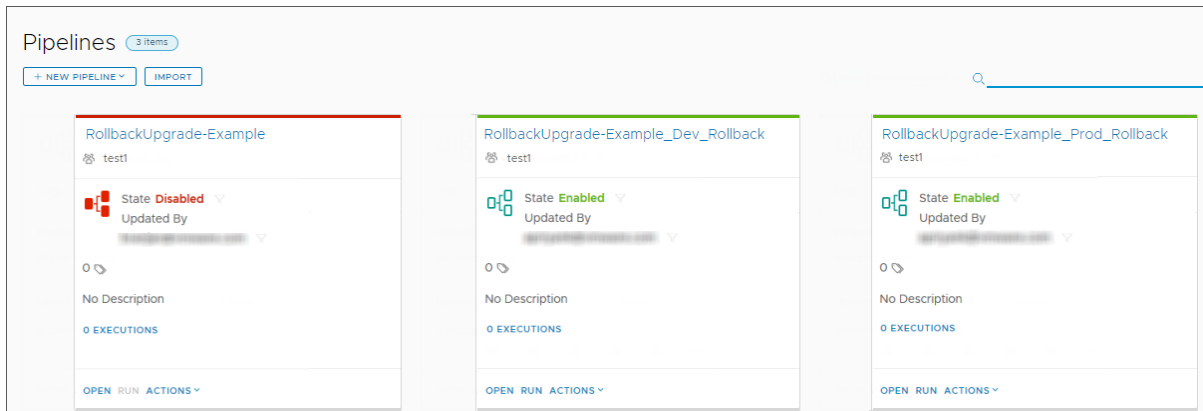 Pipelines 3 items
+ NEW PIPELINE IMPORT
RollbackUpgrade-Example
test1
State Disabled
Updated By
0
No Description
0 EXECUTIONS
OPEN RUN ACTIONS
RollbackUpgrade-Example_Dev_Rollback
test1
State Enabled
Updated By
0
No Description
0 EXECUTIONS
OPEN RUN ACTIONS
RollbackUpgrade-Example_Prod_Rollback
test1
State Enabled
Updated By
0
No Description
0 EXECUTIONS
OPEN RUN ACTIONS